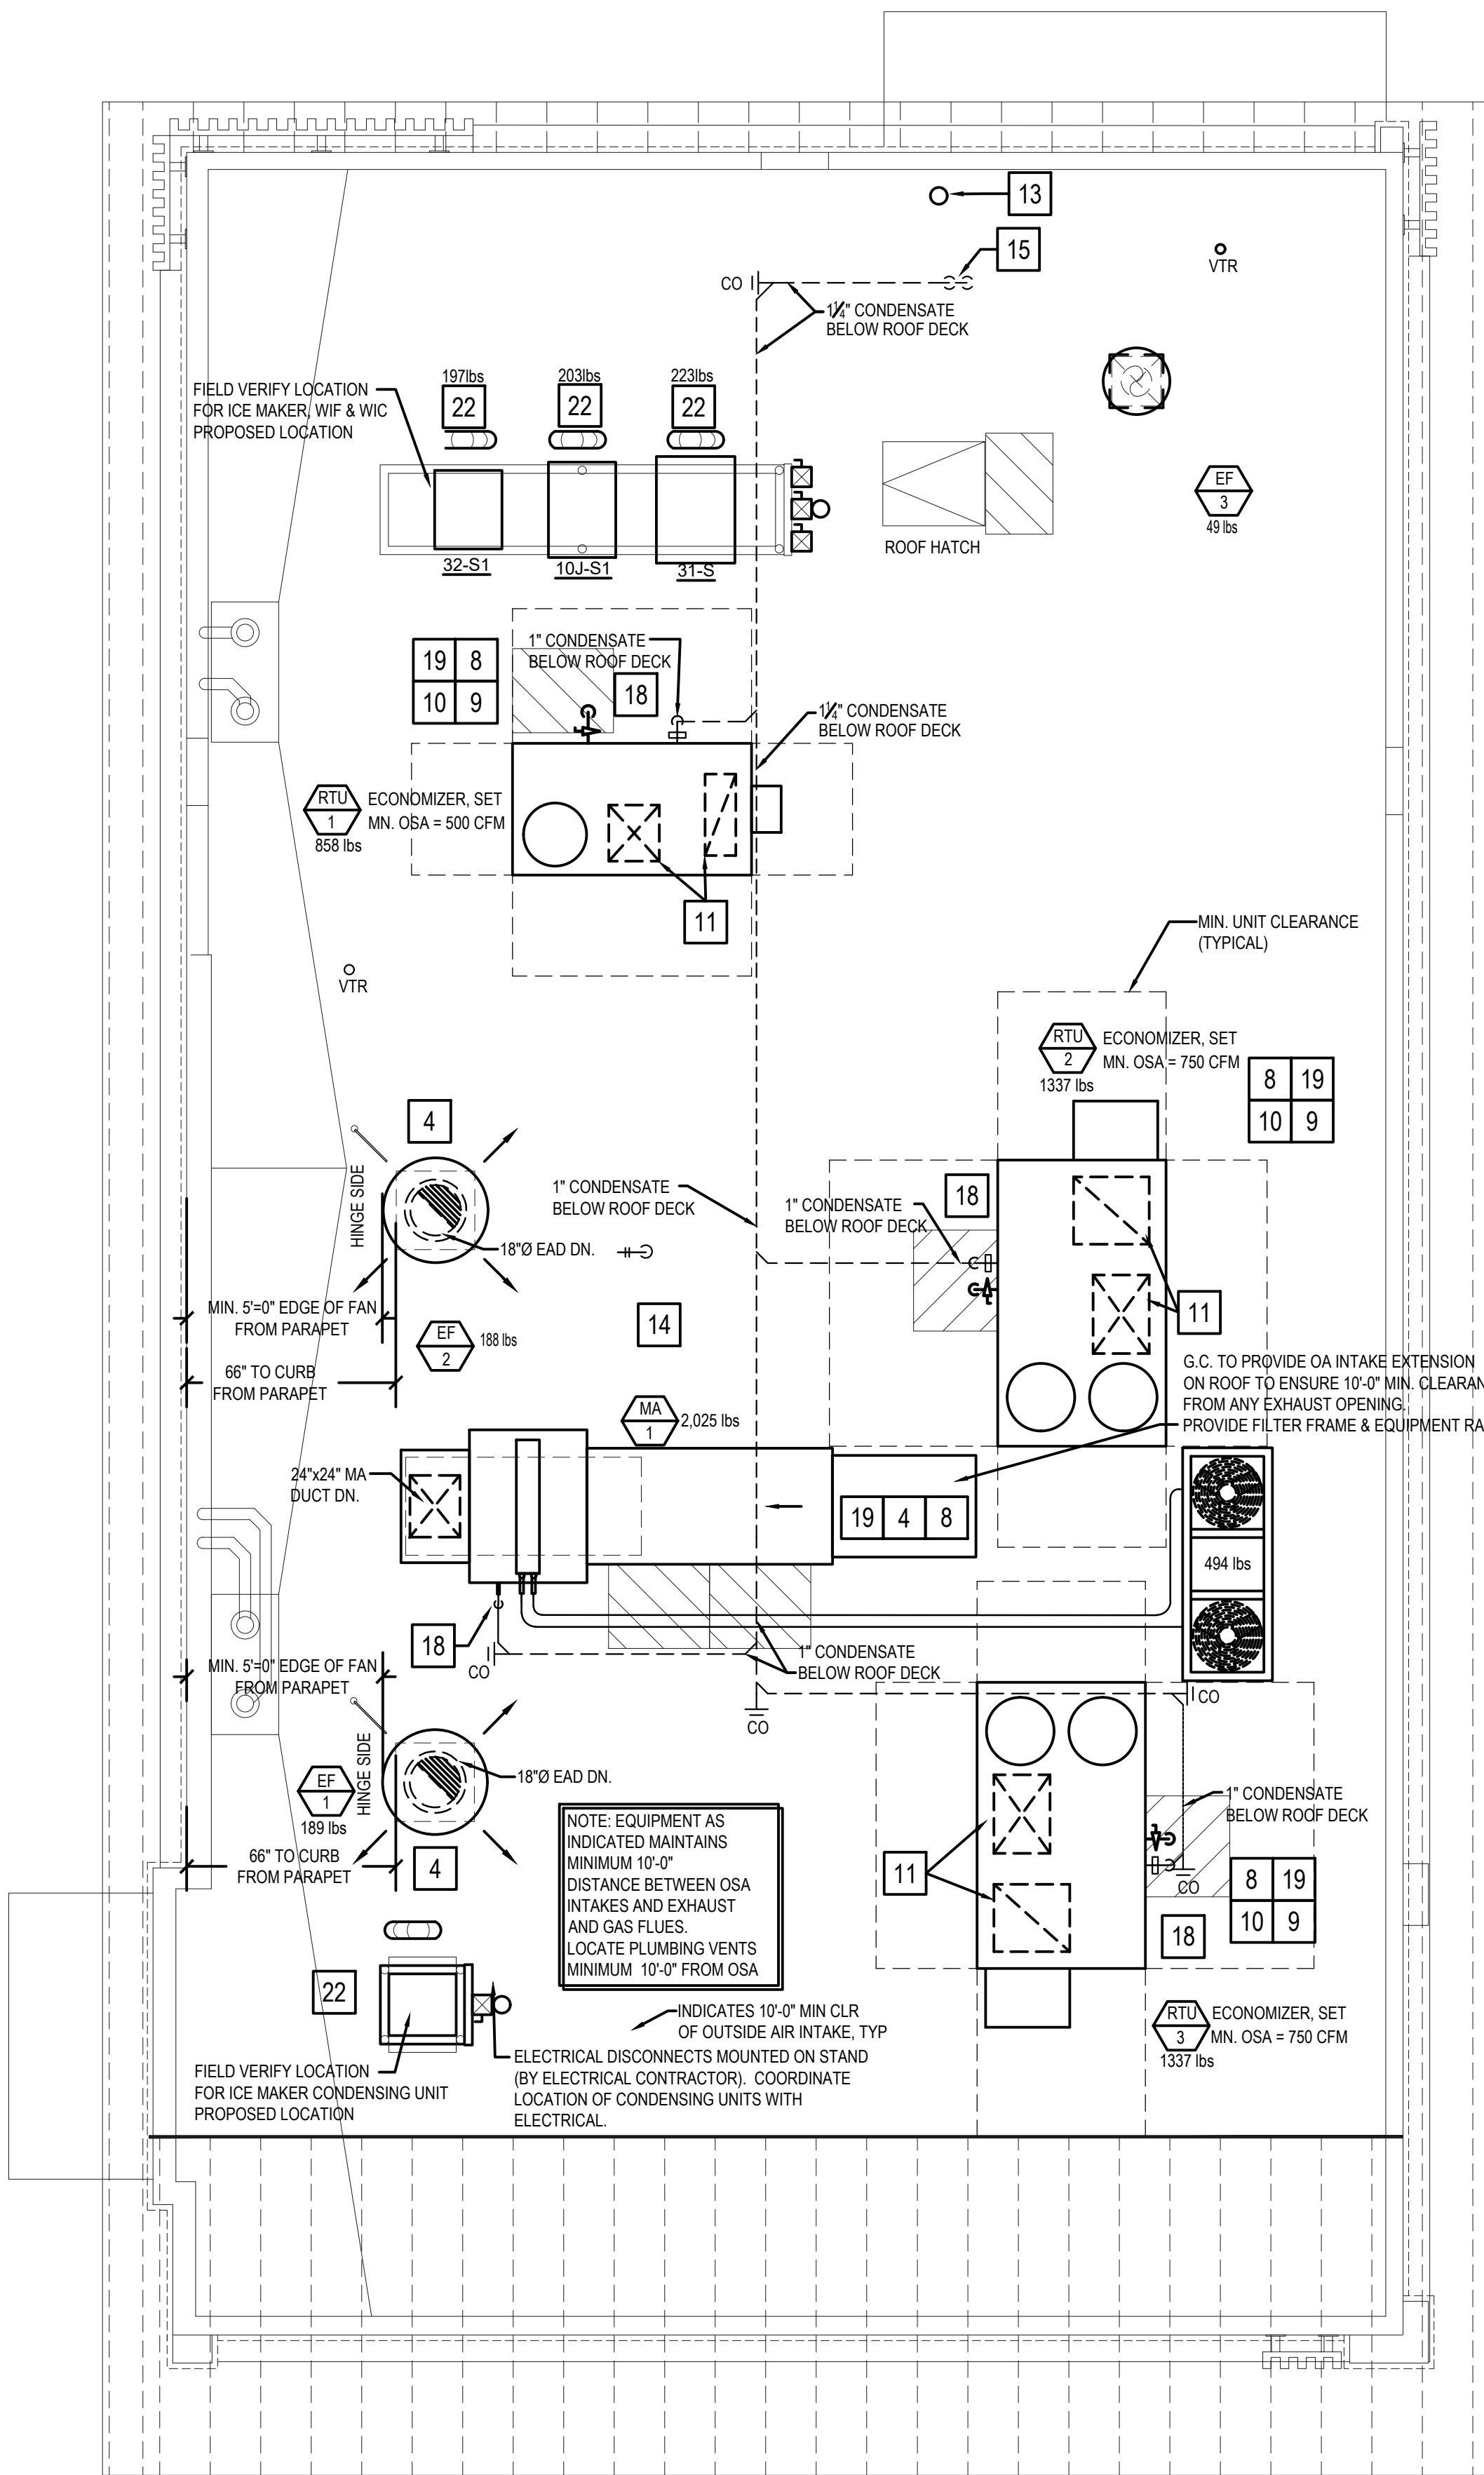 13
15
VTR
CO
1¼" CONDENSATE
BELOW ROOF DECK
FIELD VERIFY LOCATION
FOR ICE MAKER, WIF & WIC
PROPOSED LOCATION
197lbs
22
203lbs
22
223lbs
22
32-S1
10J-S1
31-S
ROOF HATCH
EF
3
49 lbs
19 8
10 9
1" CONDENSATE
BELOW ROOF DECK
18
1¼" CONDENSATE
BELOW ROOF DECK
RTU
1
858 lbs
ECONOMIZER, SET
MN. OSA = 500 CFM
11
MIN. UNIT CLEARANCE
(TYPICAL)
VTR
RTU
2
1337 lbs
ECONOMIZER, SET
MN. OSA = 750 CFM
8 19
10 9
4
HINGE SIDE
18"Ø EAD DN.
1" CONDENSATE
BELOW ROOF DECK
1" CONDENSATE
BELOW ROOF DECK
18
11
MIN. 5'=0" EDGE OF FAN
FROM PARAPET
EF
2
188 lbs
14
66" TO CURB
FROM PARAPET
G.C. TO PROVIDE OA INTAKE EXTENSION
ON ROOF TO ENSURE 10'-0" MIN. CLEARAN
FROM ANY EXHAUST OPENING.
PROVIDE FILTER FRAME & EQUIPMENT RA
MA
1
2,025 lbs
24"x24" MA
DUCT DN.
19 4 8
494 lbs
18
CO
1" CONDENSATE
BELOW ROOF DECK
CO
CO
MIN. 5'=0" EDGE OF FAN
FROM PARAPET
HINGE SIDE
EF
1
189 lbs
18"Ø EAD DN.
66" TO CURB
FROM PARAPET
4
NOTE: EQUIPMENT AS
INDICATED MAINTAINS
MINIMUM 10'-0"
DISTANCE BETWEEN OSA
INTAKES AND EXHAUST
AND GAS FLUES.
LOCATE PLUMBING VENTS
MINIMUM 10'-0" FROM OSA
11
1" CONDENSATE
BELOW ROOF DECK
CO
8 19
10 9
18
22
INDICATES 10'-0" MIN CLR
OF OUTSIDE AIR INTAKE, TYP
RTU
3
1337 lbs
ECONOMIZER, SET
MN. OSA = 750 CFM
FIELD VERIFY LOCATION
FOR ICE MAKER CONDENSING UNIT
PROPOSED LOCATION
ELECTRICAL DISCONNECTS MOUNTED ON STAND
(BY ELECTRICAL CONTRACTOR). COORDINATE
LOCATION OF CONDENSING UNITS WITH
ELECTRICAL.